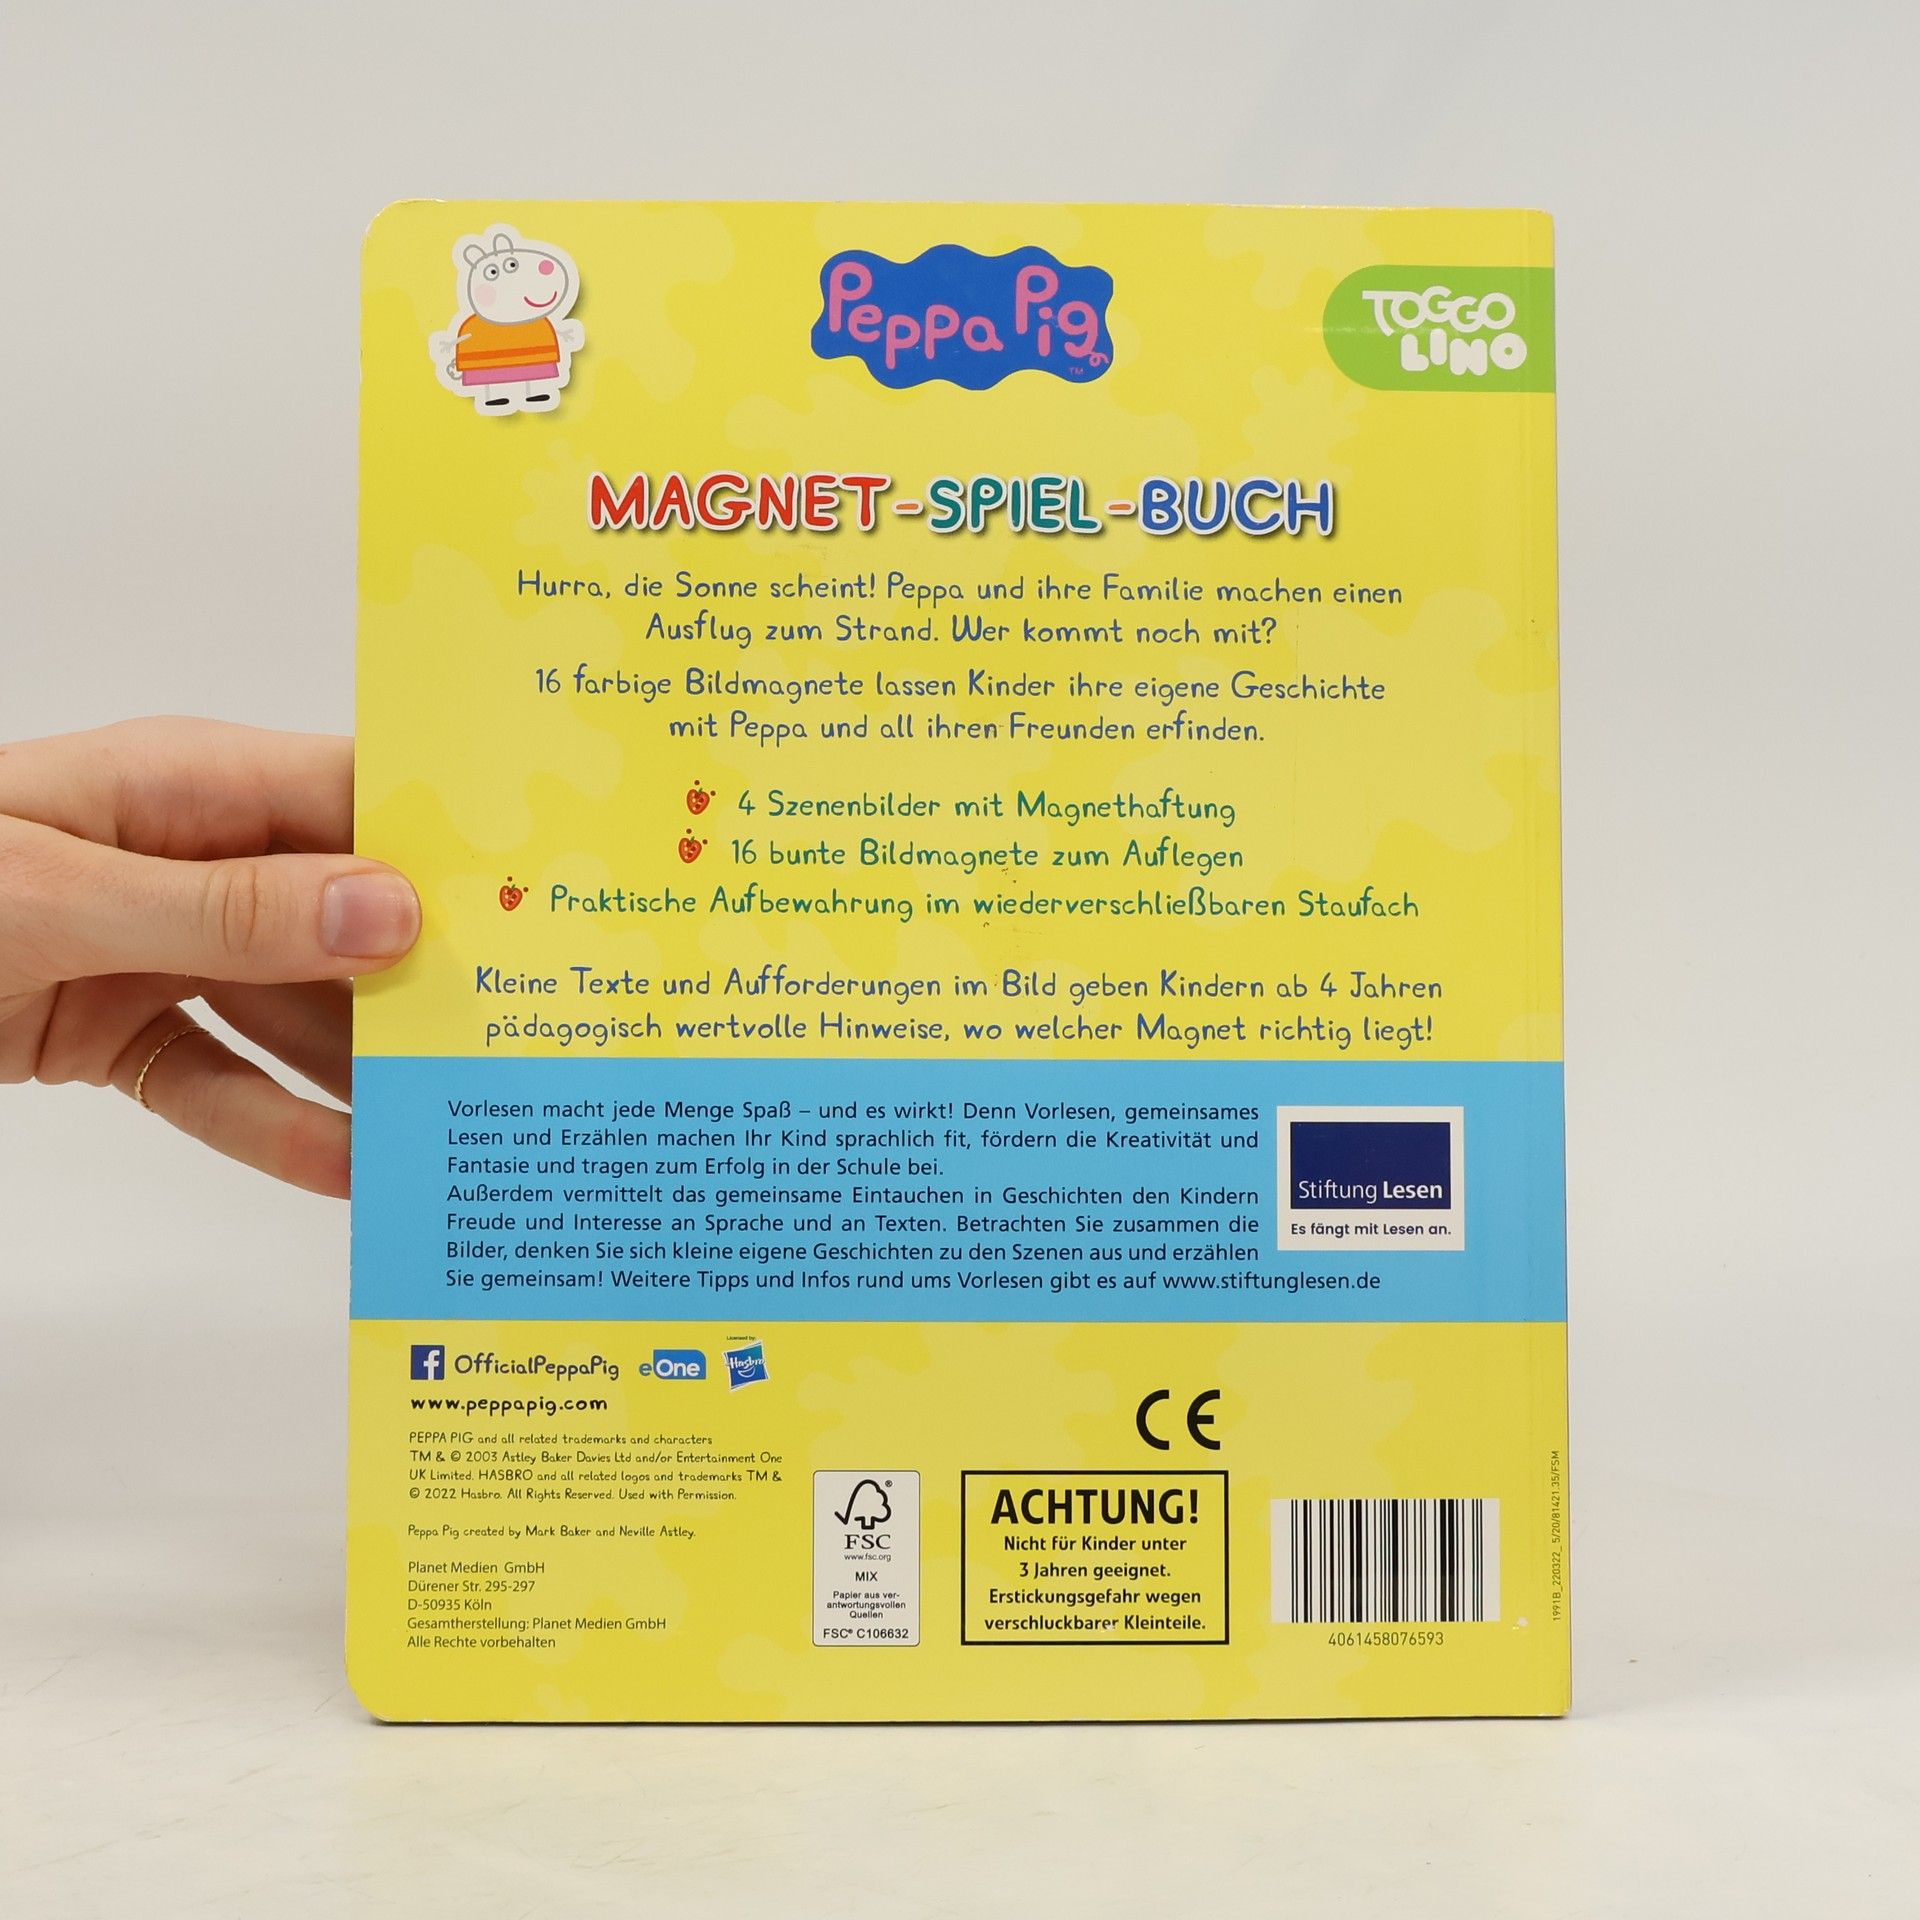 Peppa Pig
TM
TOGGO
LINO
MAGNET-SPIEL-BUCH
Hurra, die Sonne scheint! Peppa und ihre Familie machen einen
Ausflug zum Strand. Wer kommt noch mit?
16 farbige Bildmagnete lassen Kinder ihre eigene Geschichte
mit Peppa und all ihren Freunden erfinden.
4 Szenenbilder mit Magnethaftung
16 bunte Bildmagnete zum Auflegen
Praktische Aufbewahrung im wiederverschließbaren Staufach
Kleine Texte und Aufforderungen im Bild geben Kindern ab 4 Jahren
pädagogisch wertvolle Hinweise, wo welcher Magnet richtig liegt!
Vorlesen macht jede Menge Spaß – und es wirkt! Denn Vorlesen, gemeinsames
Lesen und Erzählen machen Ihr Kind sprachlich fit, fördern die Kreativität und
Fantasie und tragen zum Erfolg in der Schule bei.
Außerdem vermittelt das gemeinsame Eintauchen in Geschichten den Kindern
Freude und Interesse an Sprache und an Texten. Betrachten Sie zusammen die
Bilder, denken Sie sich kleine eigene Geschichten zu den Szenen aus und erzählen
Sie gemeinsam! Weitere Tipps und Infos rund ums Vorlesen gibt es auf www.stiftunglesen.de
Stiftung Lesen
Es fängt mit Lesen an.
f OfficialPeppaPig
eOne
Licensed by:
Hasbro
www.peppapig.com
PEPPA PIG and all related trademarks and characters
TM & © 2003 Astley Baker Davies Ltd and/or Entertainment One
UK Limited. HASBRO and all related logos and trademarks TM &
© 2022 Hasbro. All Rights Reserved. Used with Permission.
Peppa Pig created by Mark Baker and Neville Astley.
Planet Medien GmbH
Dürener Str. 295-297
D-50935 Köln
Gesamtherstellung: Planet Medien GmbH
Alle Rechte vorbehalten
®
FSC
www.fsc.org
MIX
Papier aus ver-
antwortungsvollen
Quellen
FSC® C106632
CE
ACHTUNG!
Nicht für Kinder unter
3 Jahren geeignet.
Erstickungsgefahr wegen
verschluckbarer Kleinteile.
4061458076593
1991B_220322_ 5/20/81421.35/FSM